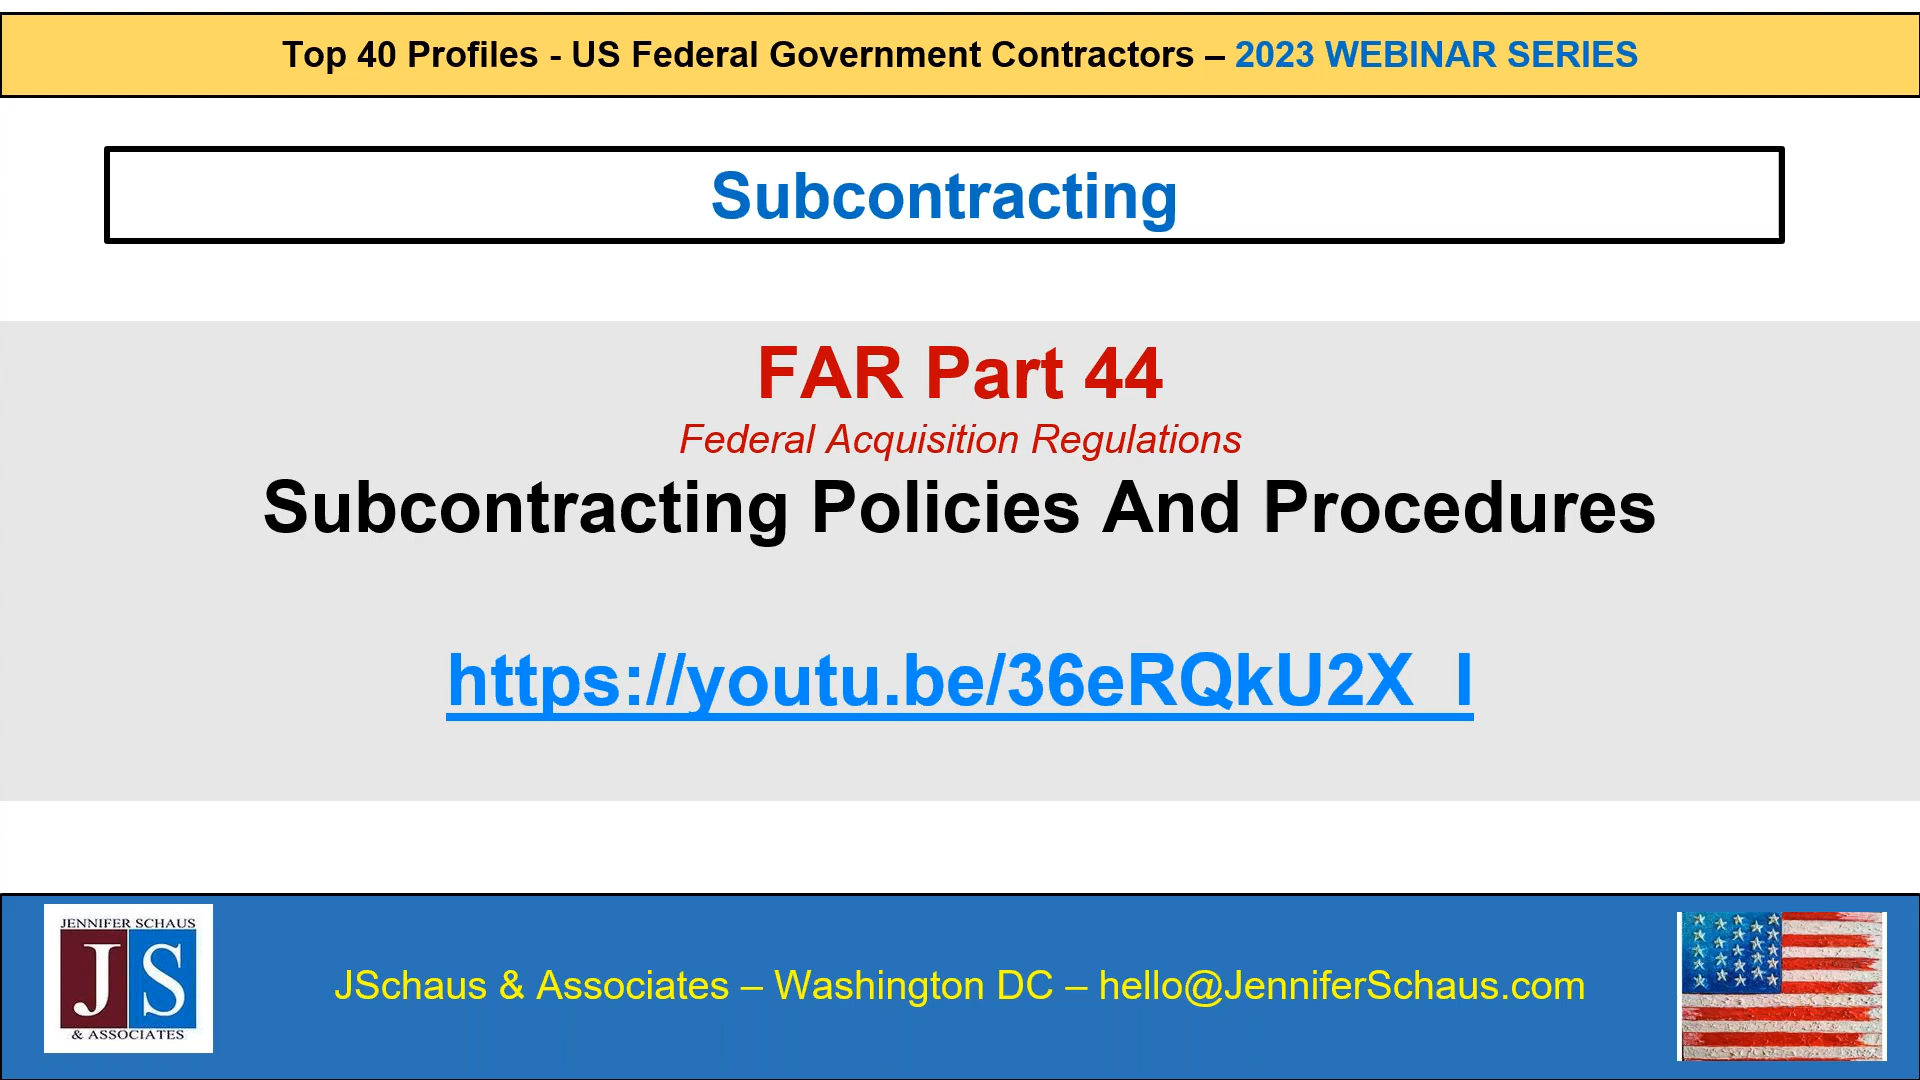 Top 40 Profiles - US Federal Government Contractors – 2023 WEBINAR SERIES
Subcontracting
FAR Part 44
Federal Acquisition Regulations
Subcontracting Policies And Procedures
https://youtu.be/36eRQkU2X_I
JENNIFER SCHAUS
JS
& ASSOCIATES
JSchaus & Associates – Washington DC – hello@JenniferSchaus.com